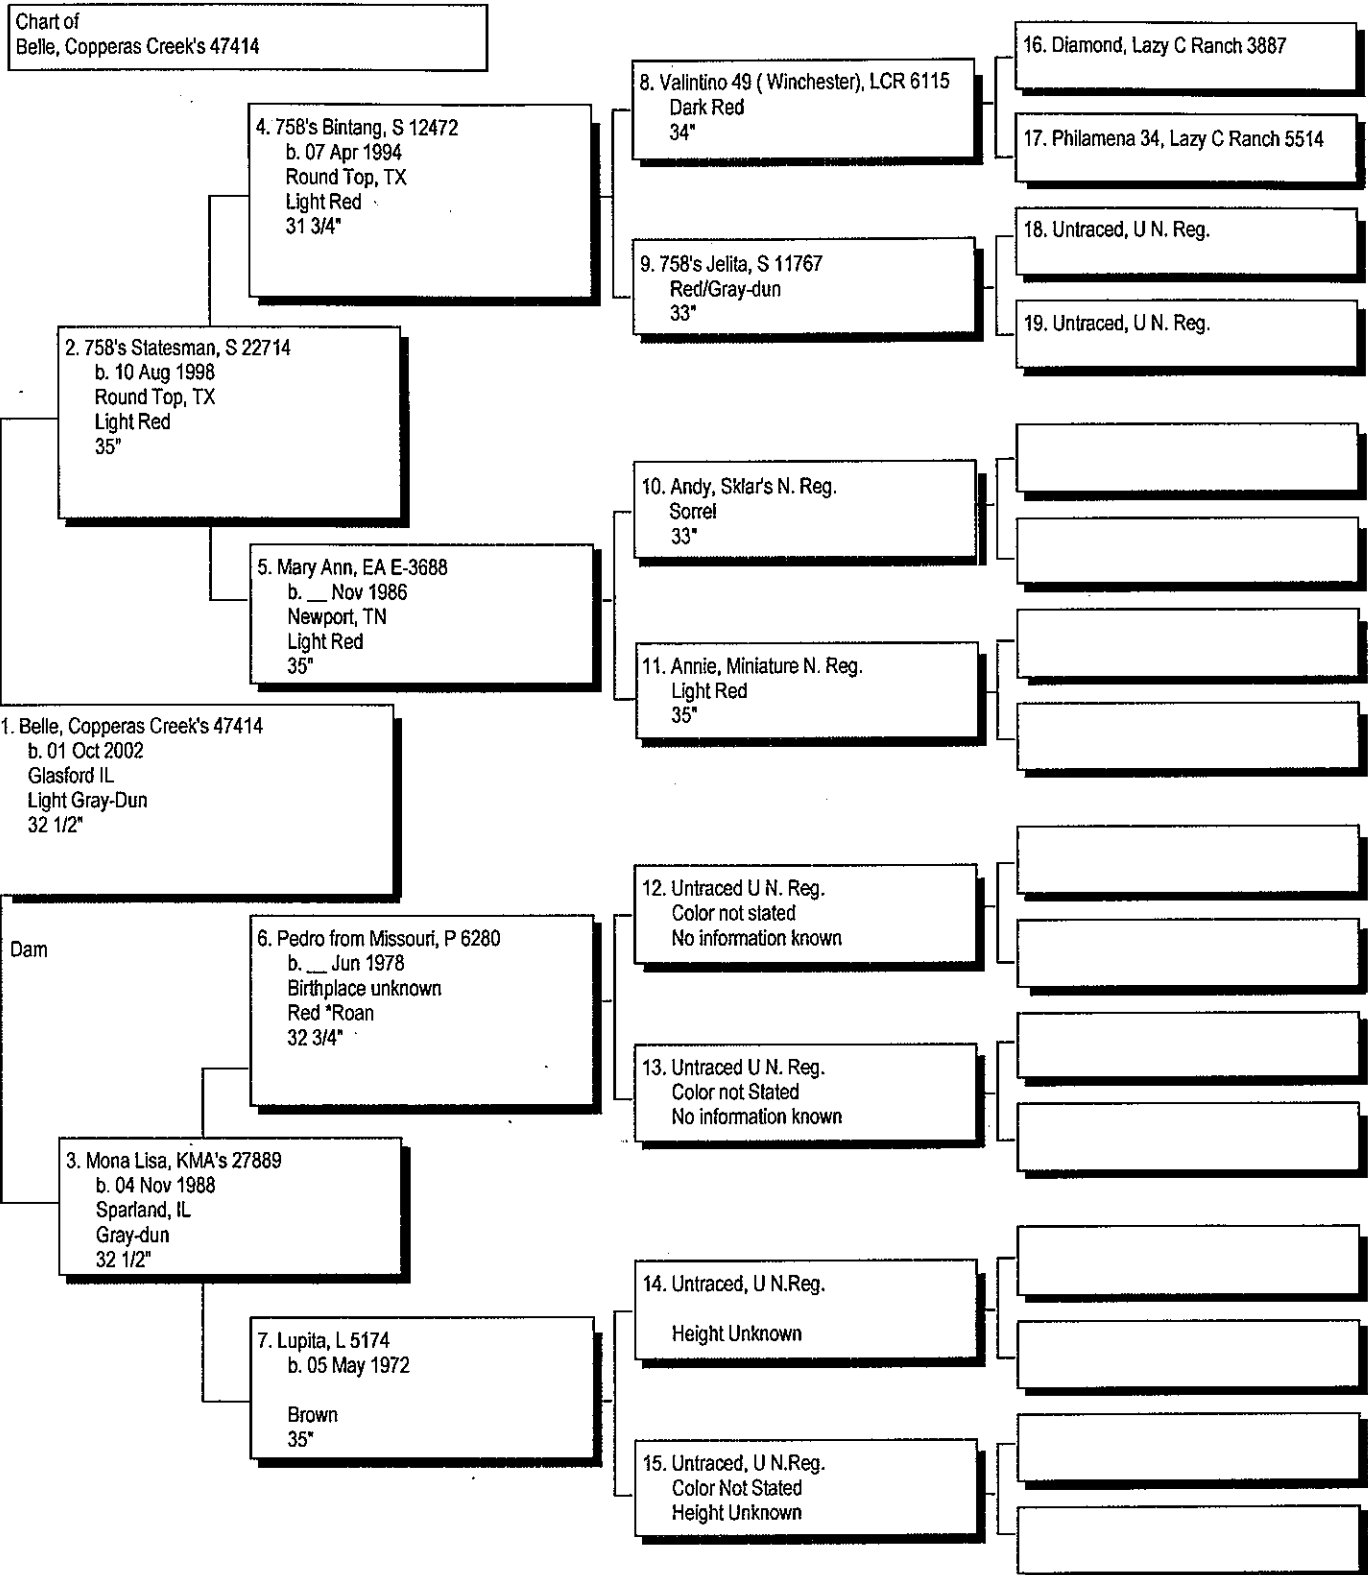 Chart of
Belle, Copperas Creek's 47414
1. Belle, Copperas Creek's 47414
b. 01 Oct 2002
Glasford IL
Light Gray-Dun
32 1/2"
Dam
2. 758's Statesman, S 22714
b. 10 Aug 1998
Round Top, TX
Light Red
35"
3. Mona Lisa, KMA's 27889
b. 04 Nov 1988
Sparland, IL
Gray-dun
32 1/2"
4. 758's Bintang, S 12472
b. 07 Apr 1994
Round Top, TX
Light Red
31 3/4"
5. Mary Ann, EA E-3688
b. __ Nov 1986
Newport, TN
Light Red
35"
6. Pedro from Missouri, P 6280
b. __ Jun 1978
Birthplace unknown
Red *Roan
32 3/4"
7. Lupita, L 5174
b. 05 May 1972
Brown
35"
8. Valintino 49 ( Winchester), LCR 6115
Dark Red
34"
9. 758's Jelita, S 11767
Red/Gray-dun
33"
10. Andy, Sklar's N. Reg.
Sorrel
33"
11. Annie, Miniature N. Reg.
Light Red
35"
12. Untraced U N. Reg.
Color not stated
No information known
13. Untraced U N. Reg.
Color not Stated
No information known
14. Untraced, U N.Reg.
Height Unknown
15. Untraced, U N.Reg.
Color Not Stated
Height Unknown
16. Diamond, Lazy C Ranch 3887
17. Philamena 34, Lazy C Ranch 5514
18. Untraced, U N. Reg.
19. Untraced, U N. Reg.